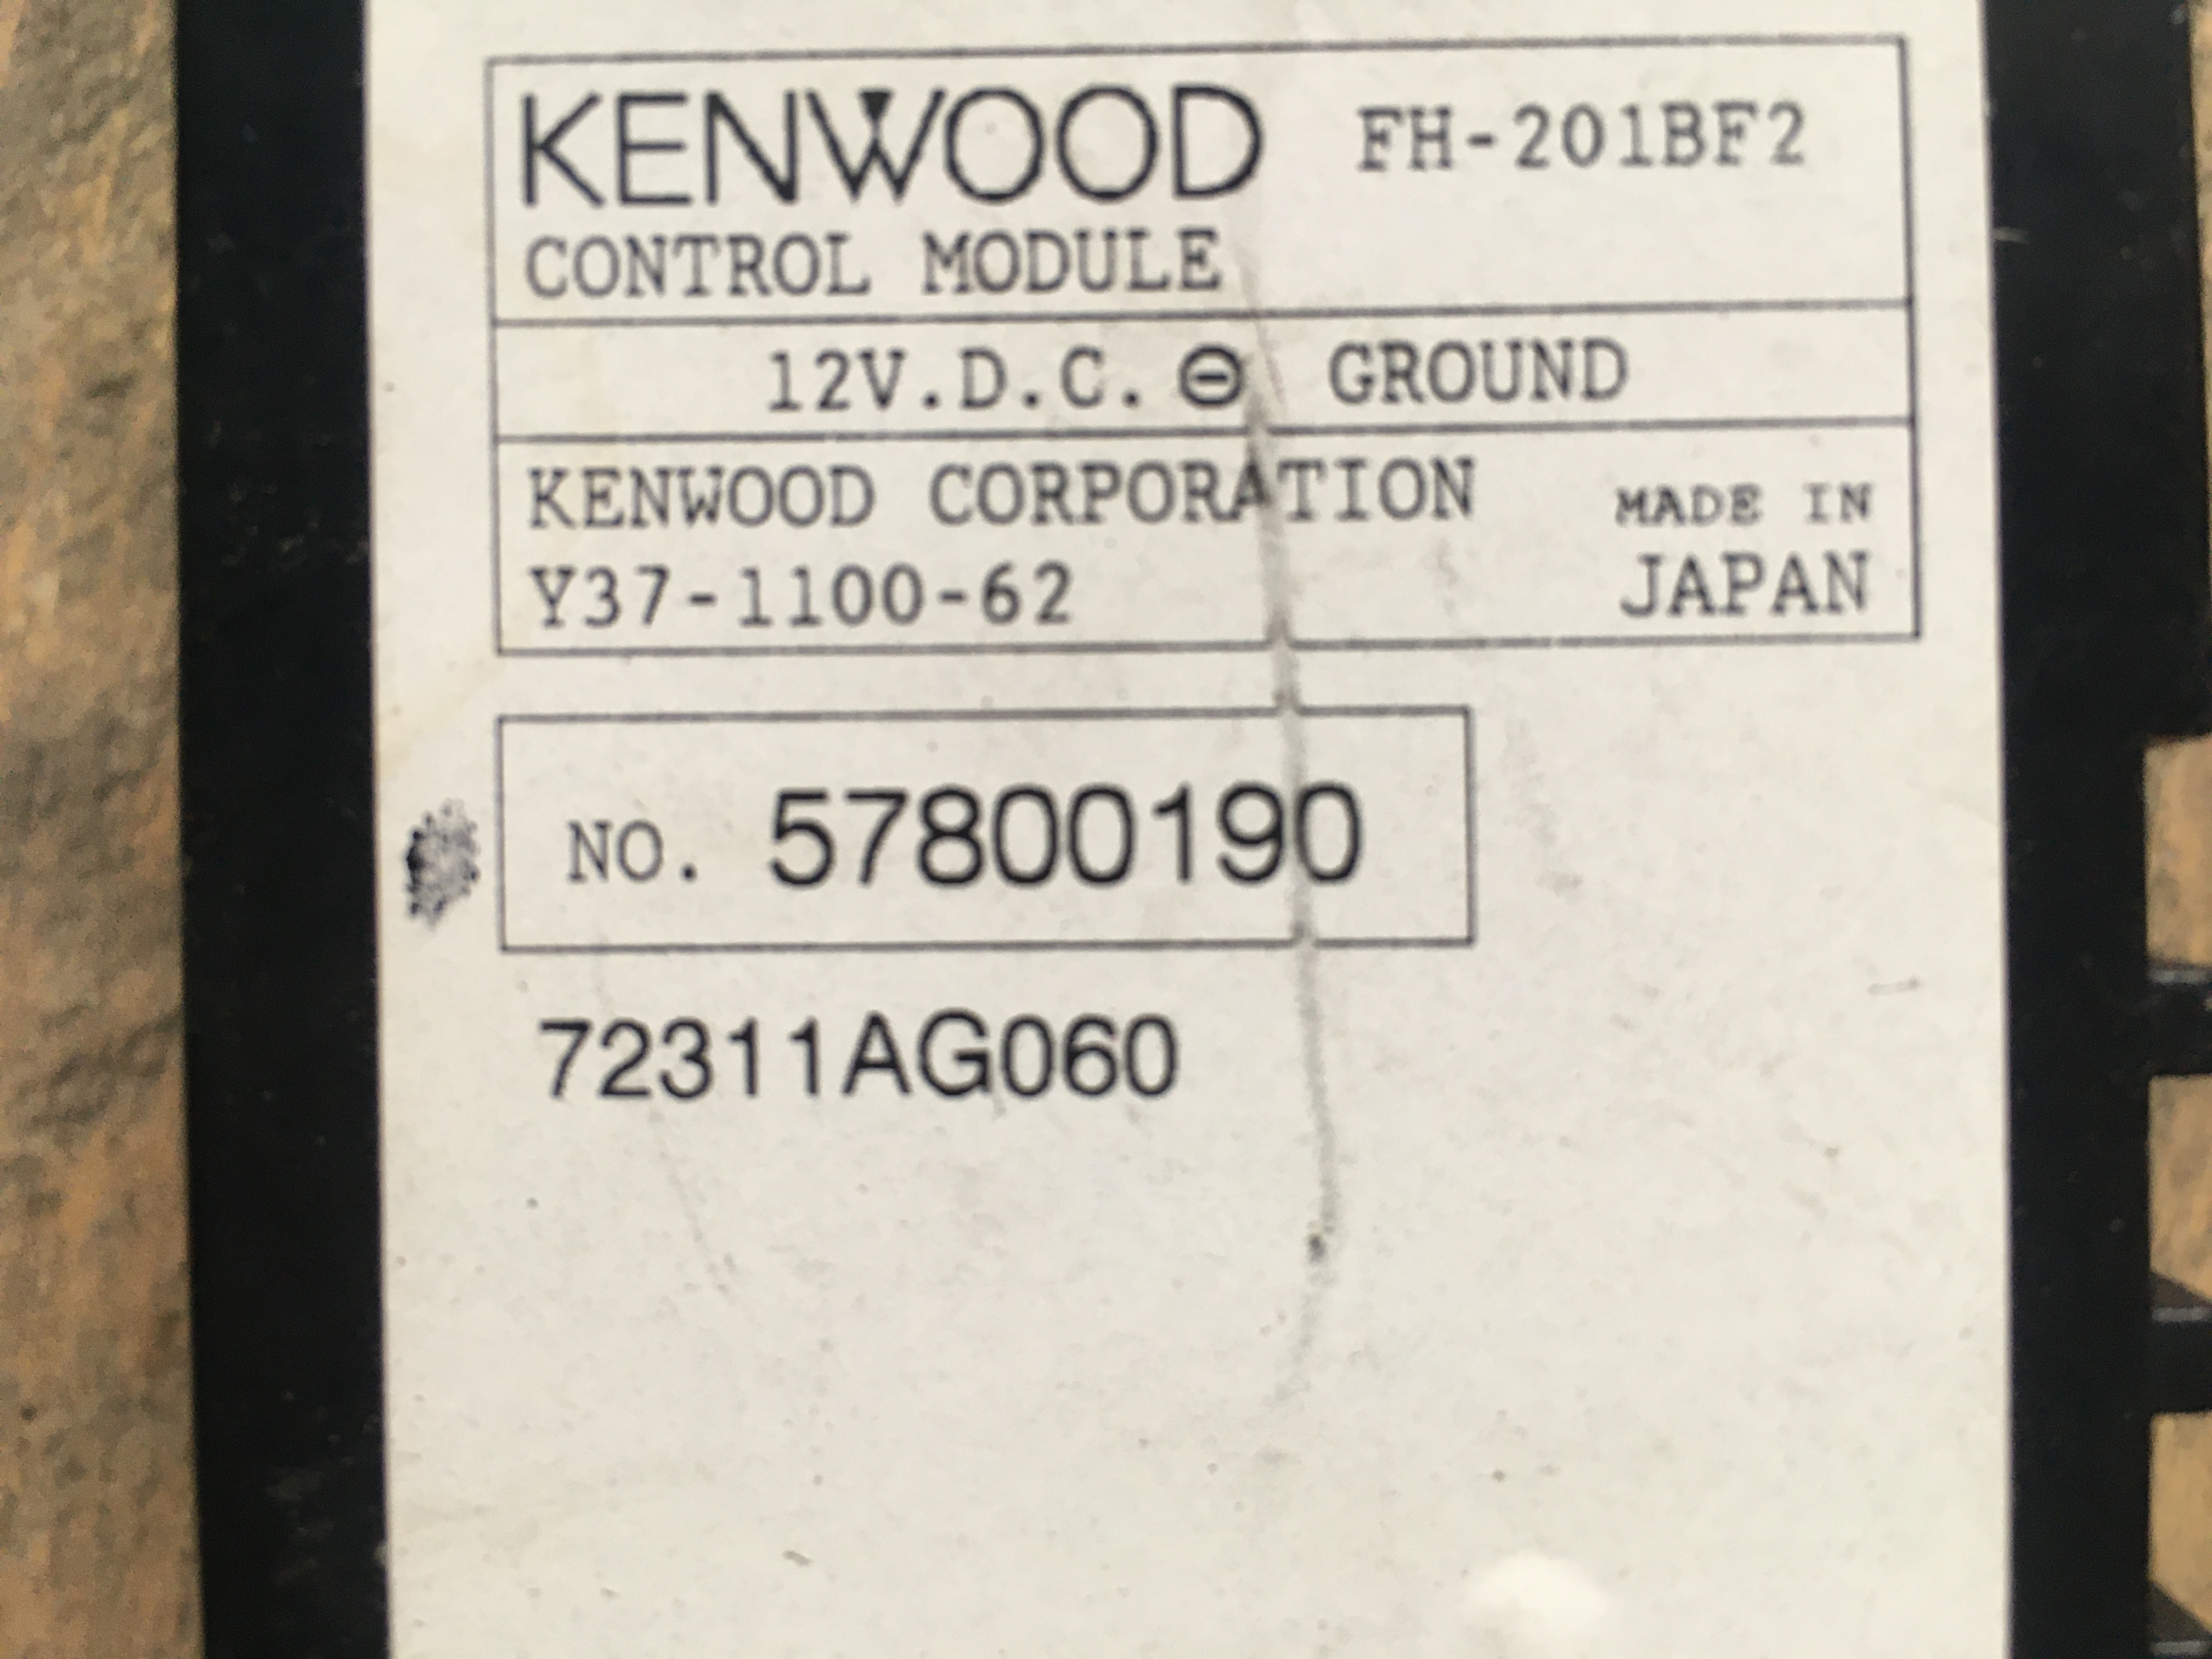 KENWOOD FH-201BF2
CONTROL MODULE
12V.D.C. ⊖ GROUND
KENWOOD CORPORATION MADE IN
Y37-1100-62 JAPAN
NO. 57800190
72311AG060